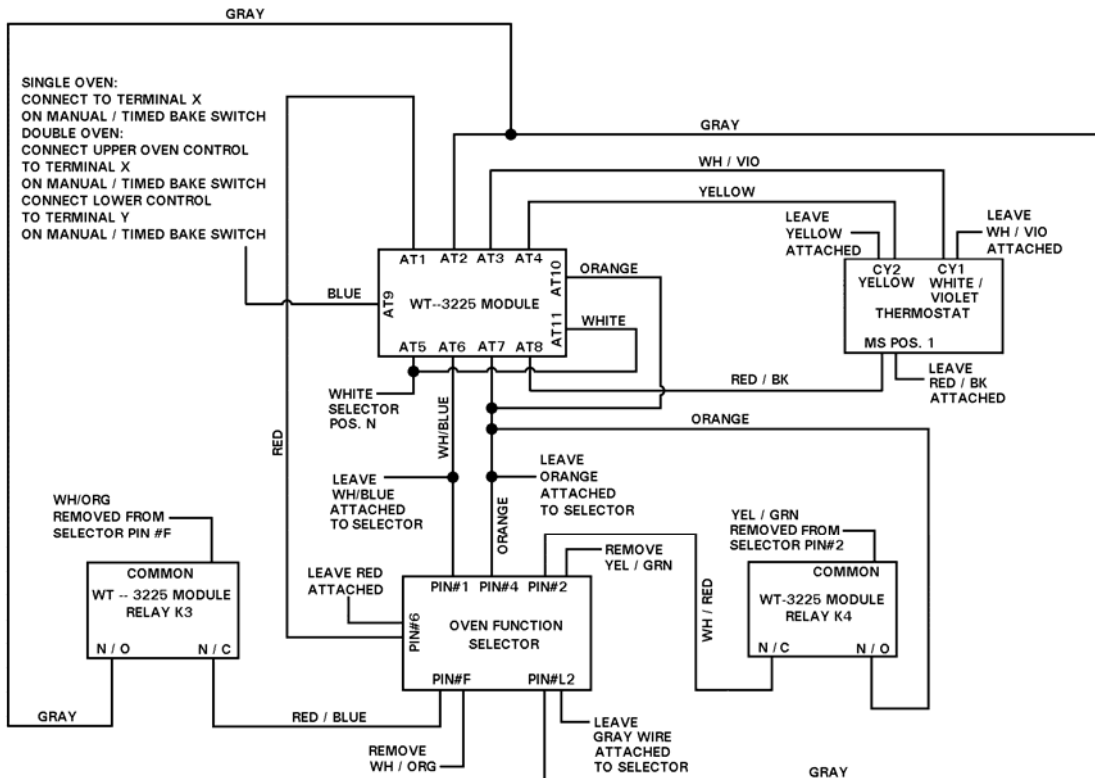 GRAY
SINGLE OVEN:
CONNECT TO TERMINAL X
ON MANUAL / TIMED BAKE SWITCH
DOUBLE OVEN:
CONNECT UPPER OVEN CONTROL
TO TERMINAL X
ON MANUAL / TIMED BAKE SWITCH
CONNECT LOWER CONTROL
TO TERMINAL Y
ON MANUAL / TIMED BAKE SWITCH
GRAY
WH / VIO
YELLOW
LEAVE
YELLOW
ATTACHED
LEAVE
WH / VIO
ATTACHED
AT1
AT2
AT3
AT4
AT10
ORANGE
BLUE
AT9
WT--3225 MODULE
AT11
WHITE
AT5
AT6
AT7
AT8
CY2
YELLOW
CY1
WHITE /
VIOLET
THERMOSTAT
MS POS. 1
RED / BK
LEAVE
RED / BK
ATTACHED
WHITE
SELECTOR
POS. N
RED
WH/BLUE
ORANGE
LEAVE
WH/BLUE
ATTACHED
TO SELECTOR
ORANGE
LEAVE
ORANGE
ATTACHED
TO SELECTOR
WH/ORG
REMOVED FROM
SELECTOR PIN #F
YEL / GRN
REMOVED FROM
SELECTOR PIN#2
COMMON
WT -- 3225 MODULE
RELAY K3
N / O
N / C
LEAVE RED
ATTACHED
REMOVE
YEL / GRN
PIN#1
PIN#4
PIN#2
PIN#6
OVEN FUNCTION
SELECTOR
PIN#F
PIN#L2
WH / RED
COMMON
WT-3225 MODULE
RELAY K4
N / C
N / O
GRAY
RED / BLUE
REMOVE
WH / ORG
LEAVE
GRAY WIRE
ATTACHED
TO SELECTOR
GRAY